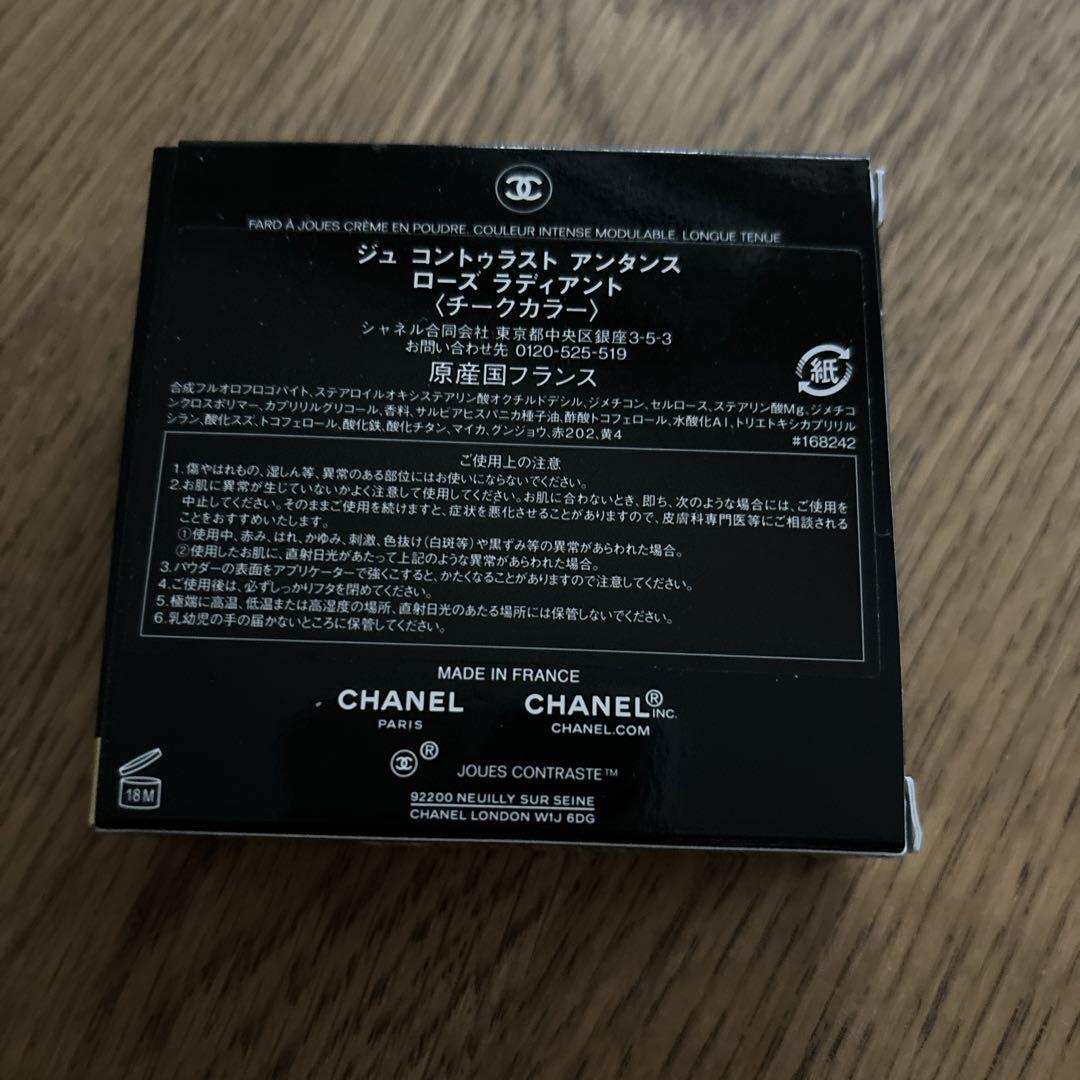 FARD À JOUES CRÈME EN POUDRE. COULEUR INTENSE MODULABLE. LONGUE TENUE
ジュ コントゥラスト アンタンス
ローズ ラディアント
〈チークカラー〉
シャネル合同会社 東京都中央区銀座3-5-3
お問い合わせ先 0120-525-519
原産国フランス
紙
合成フルオロフロゴパイト、ステアロイルオキシステアリン酸オクチルドデシル、ジメチコン、セルロース、ステアリン酸Mg、ジメチコ
ンクロスポリマー、カプリリルグリコール、香料、サルビアヒスパニカ種子油、酢酸トコフェロール、水酸化Al、トリエトキシカプリリル
シラン、酸化スズ、トコフェロール、酸化鉄、酸化チタン、マイカ、グンジョウ、赤202、黄4
#168242
ご使用上の注意
1.傷やはれもの、湿しん等、異常のある部位にはお使いにならないでください。
2.お肌に異常が生じていないかよく注意して使用してください。お肌に合わないとき、即ち、次のような場合には、ご使用を
中止してください。そのままご使用を続けますと、症状を悪化させることがありますので、皮膚科専門医等にご相談される
ことをおすすめいたします。
①使用中、赤み、はれ、かゆみ、刺激、色抜け(白斑等)や黒ずみ等の異常があらわれた場合。
②使用したお肌に、直射日光があたって上記のような異常があらわれた場合。
3.パウダーの表面をアプリケーターで強くこすると、かたくなることがありますので注意してください。
4.ご使用後は、必ずしっかりフタを閉めてください。
5.極端に高温、低温または高湿度の場所、直射日光のあたる場所には保管しないでください。
6.乳幼児の手の届かないところに保管してください。
MADE IN FRANCE
CHANEL CHANEL® INC.
PARIS CHANEL.COM
® JOUES CONTRASTE™
18M
92200 NEUILLY SUR SEINE
CHANEL LONDON W1J 6DG